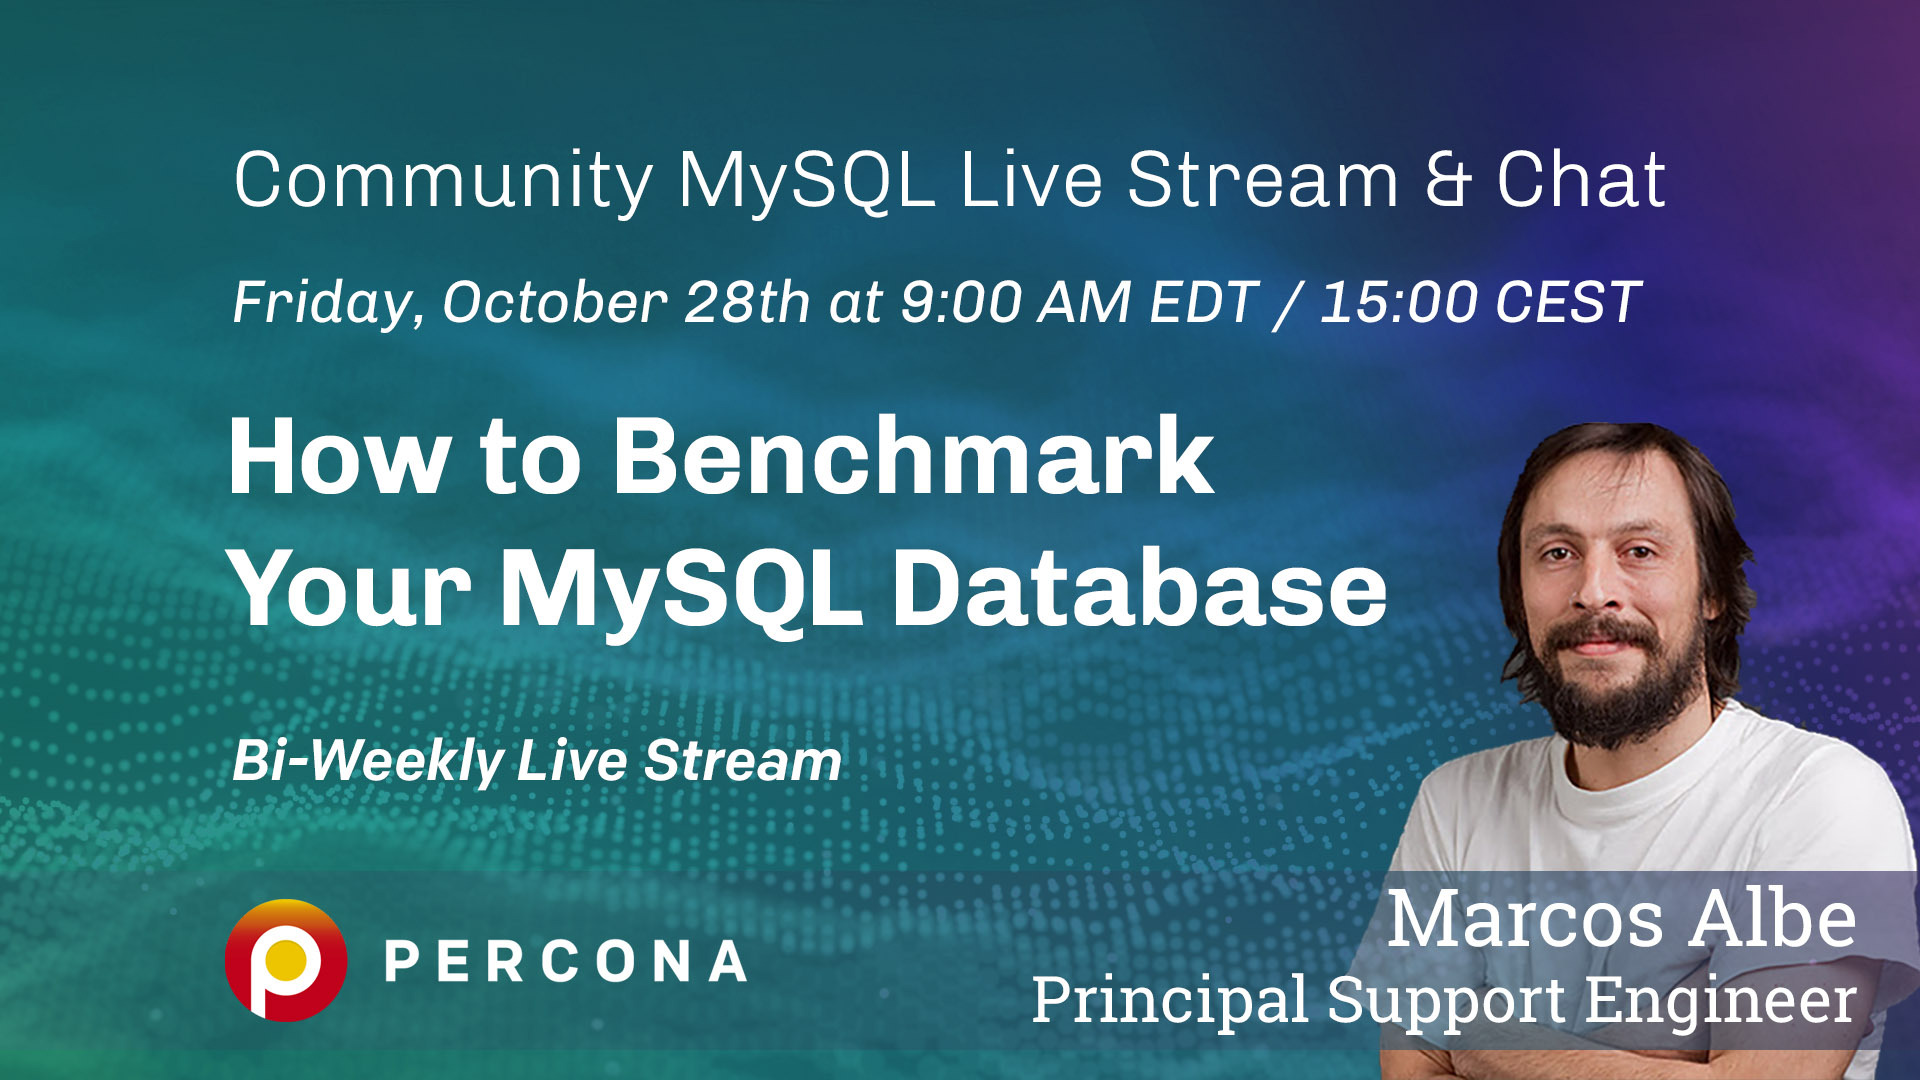 Community MySQL Live Stream & Chat
Friday, October 28th at 9:00 AM EDT / 15:00 CEST
How to Benchmark
Your MySQL Database
Bi-Weekly Live Stream
PERCONA
Marcos Albe
Principal Support Engineer